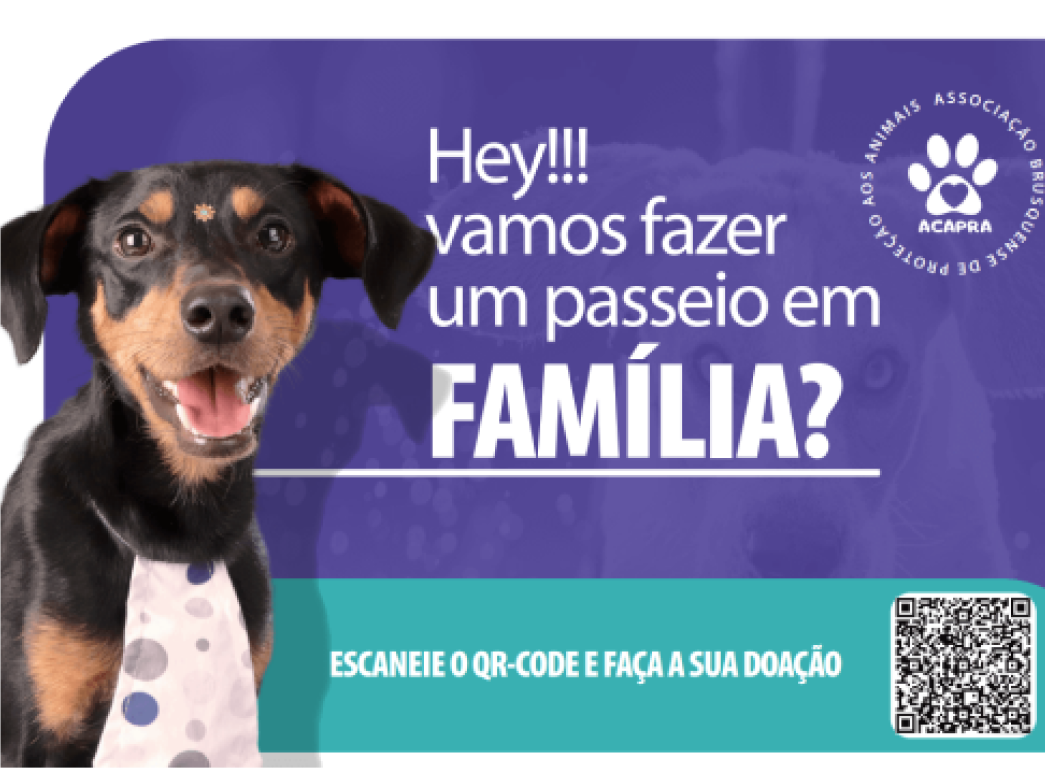 Hey!!!
vamos fazer
um passeio em
FAMÍLIA?
ASSOCIAÇÃO BRUSQUENSE DE PROTEÇÃO AOS ANIMAIS
ACAPRA
ESCANEIE O QR-CODE E FAÇA A SUA DOAÇÃO